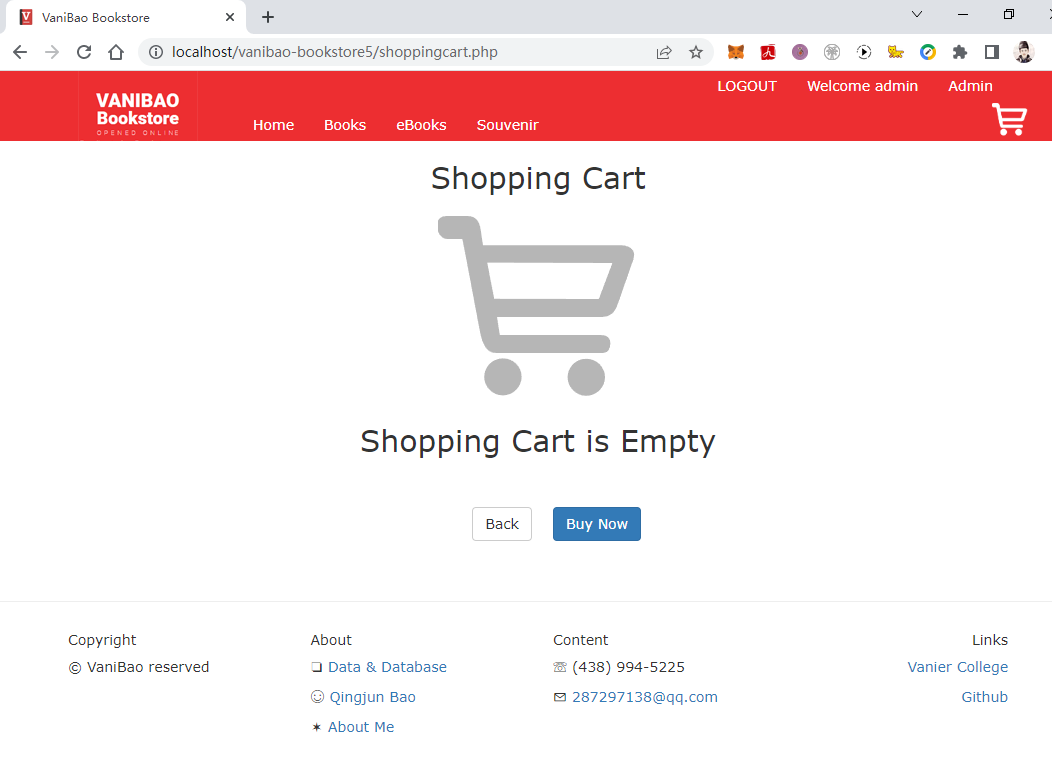 VaniBao Bookstore
localhost/vanibao-bookstore5/shoppingcart.php
LOGOUT Welcome admin Admin
VANIBAO
Bookstore
OPENED ONLINE
Home Books eBooks Souvenir
Shopping Cart
Shopping Cart is Empty
Back Buy Now
Copyright About Content Links
© VaniBao reserved ❏ Data & Database ☏ (438) 994-5225 Vanier College
☺ Qingjun Bao ✉ 287297138@qq.com Github
✶ About Me